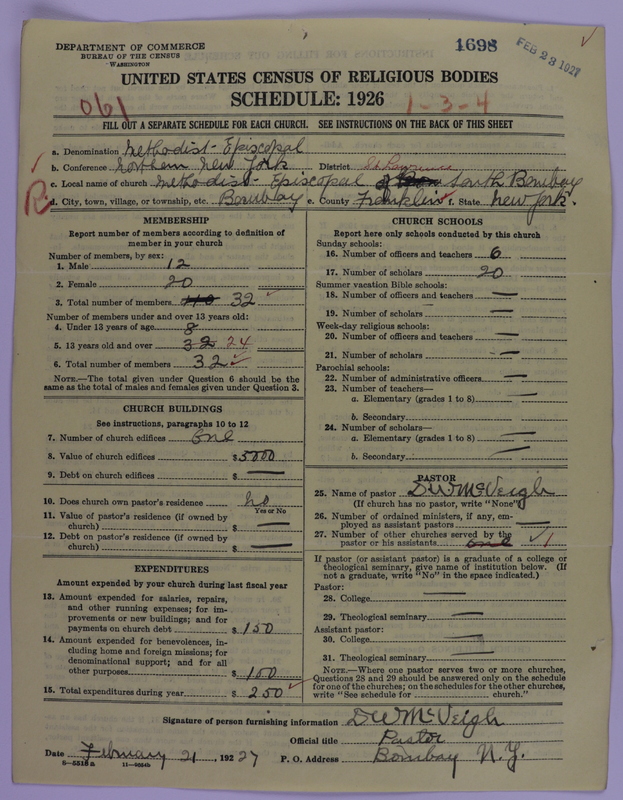 DEPARTMENT OF COMMERCE
BUREAU OF THE CENSUS
WASHINGTON
1698
FEB 23 1927
UNITED STATES CENSUS OF RELIGIOUS BODIES
SCHEDULE: 1926
061
1-3-4
FILL OUT A SEPARATE SCHEDULE FOR EACH CHURCH. SEE INSTRUCTIONS ON THE BACK OF THIS SHEET
a. Denomination Methodist-Episcopal
b. Conference Northern New York District St. Lawrence
c. Local name of church Methodist-Episcopal of South Bombay
R
d. City, town, village, or township, etc. Bombay e. County Franklin f. State New York.
MEMBERSHIP
Report number of members according to definition of
member in your church
Number of members, by sex:
1. Male 12
2. Female 20
3. Total number of members 32
Number of members under and over 13 years old:
4. Under 13 years of age 8
5. 13 years old and over 32 24
6. Total number of members 32
NOTE.—The total given under Question 6 should be the
same as the total of males and females given under Question 3.
CHURCH BUILDINGS
See instructions, paragraphs 10 to 12
7. Number of church edifices One
8. Value of church edifices $5000
9. Debt on church edifices $ —
10. Does church own pastor's residence No
Yes or No
11. Value of pastor's residence (if owned by
church) $ —
12. Debt on pastor's residence (if owned by
church) $ —
EXPENDITURES
Amount expended by your church during last fiscal year
13. Amount expended for salaries, repairs,
and other running expenses; for im-
provements or new buildings; and for
payments on church debt $150
14. Amount expended for benevolences, in-
cluding home and foreign missions; for
denominational support; and for all
other purposes $100
15. Total expenditures during year $250
CHURCH SCHOOLS
Report here only schools conducted by this church
Sunday schools:
16. Number of officers and teachers 6
17. Number of scholars 20
Summer vacation Bible schools:
18. Number of officers and teachers —
19. Number of scholars —
Week-day religious schools:
20. Number of officers and teachers —
21. Number of scholars —
Parochial schools:
22. Number of administrative officers —
23. Number of teachers—
a. Elementary (grades 1 to 8) —
b. Secondary —
24. Number of scholars—
a. Elementary (grades 1 to 8) —
b. Secondary —
PASTOR
25. Name of pastor D W McVeigh
(If church has no pastor, write "None")
26. Number of ordained ministers, if any, em-
ployed as assistant pastors —
27. Number of other churches served by the
pastor or his assistants one 1
If pastor (or assistant pastor) is a graduate of a college or
theological seminary, give name of institution below. (If
not a graduate, write "No" in the space indicated.)
Pastor:
28. College —
29. Theological seminary —
Assistant pastor:
30. College —
31. Theological seminary —
NOTE.—Where one pastor serves two or more churches,
Questions 28 and 29 should be answered only on the schedule
for one of the churches; on the schedules for the other churches,
write "See schedule for church."
Signature of person furnishing information D W McVeigh
Official title Pastor
Date February 21, 1927 P. O. Address Bombay N.Y.